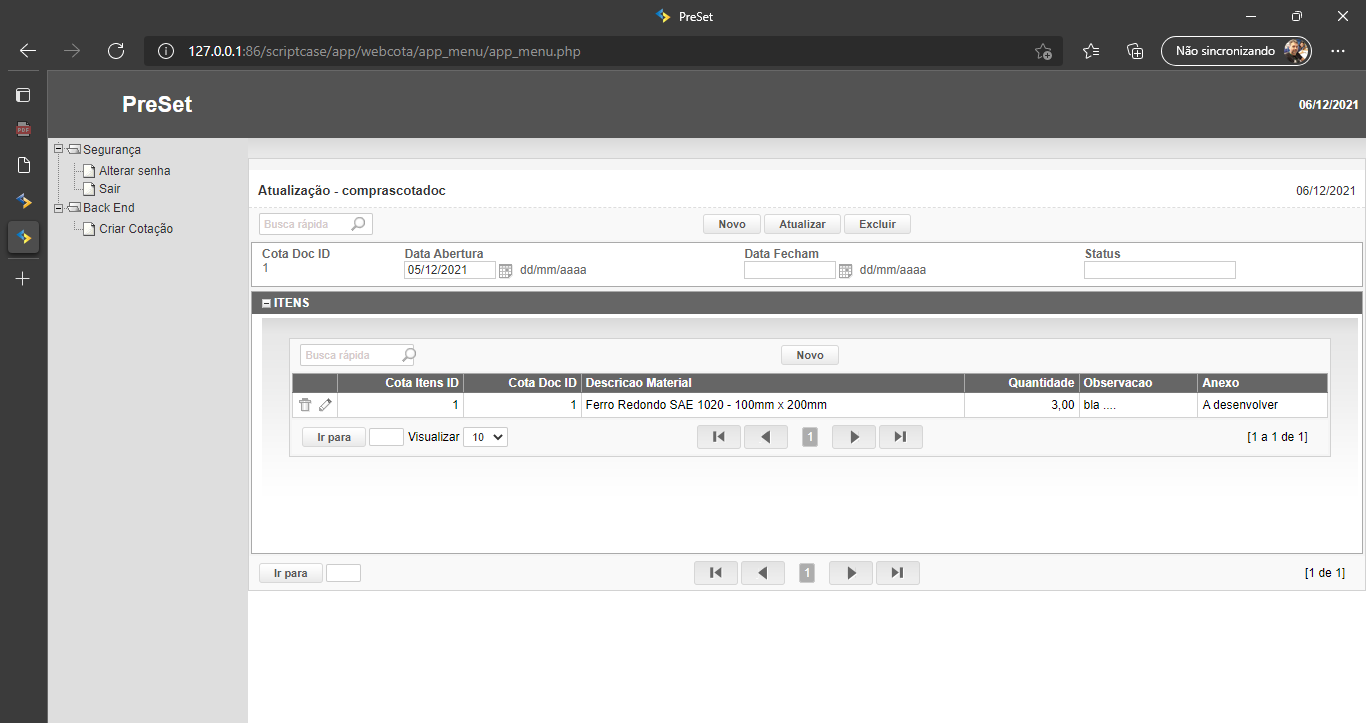 PreSet
127.0.0.1:86/scriptcase/app/webcota/app_menu/app_menu.php
Não sincronizando
PDF
PreSet
06/12/2021
Segurança
Alterar senha
Sair
Back End
Criar Cotação
Atualização - comprascotadoc
06/12/2021
Busca rápida
Novo Atualizar Excluir
Cota Doc ID Data Abertura Data Fecham Status
1 05/12/2021 dd/mm/aaaa dd/mm/aaaa
ITENS
Busca rápida Novo
Cota Itens ID Cota Doc ID Descricao Material Quantidade Observacao Anexo
1 1 Ferro Redondo SAE 1020 - 100mm x 200mm 3,00 bla .... A desenvolver
Ir para Visualizar 10 1 [1 a 1 de 1]
Ir para 1 [1 de 1]